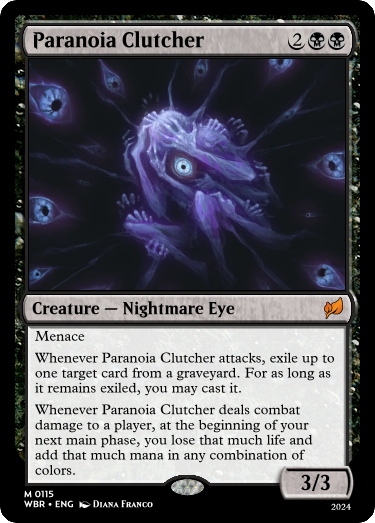 Paranoia Clutcher 2
Creature — Nightmare Eye
Menace
Whenever Paranoia Clutcher attacks, exile up to
one target card from a graveyard. For as long as
it remains exiled, you may cast it.
Whenever Paranoia Clutcher deals combat
damage to a player, at the beginning of your
next main phase, you lose that much life and
add that much mana in any combination of
colors.
3/3
M 0115
WBR • ENG Diana Franco
2024